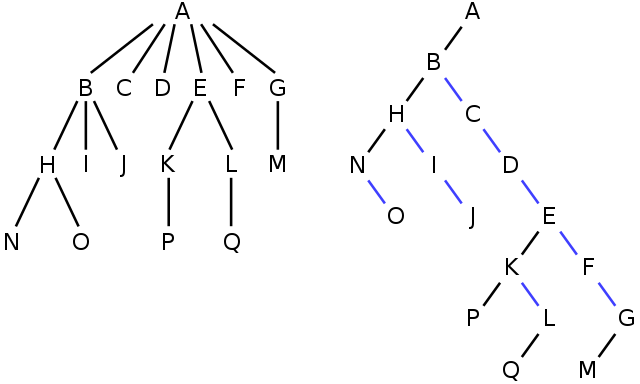 A
B C D E F G
H I J K L M
N O P Q
A
B
H C
N I D
O J E
K F
P L G
Q M